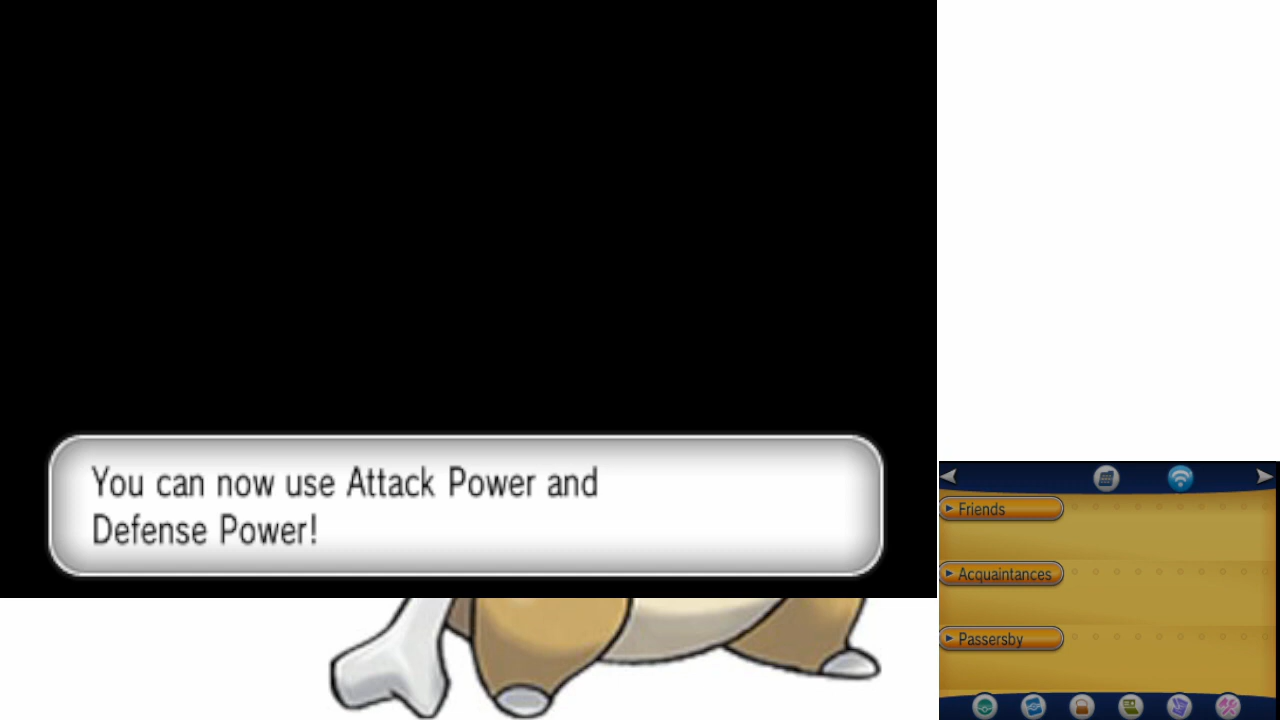 You can now use Attack Power and
Defense Power!
Friends
Acquaintances
Passersby